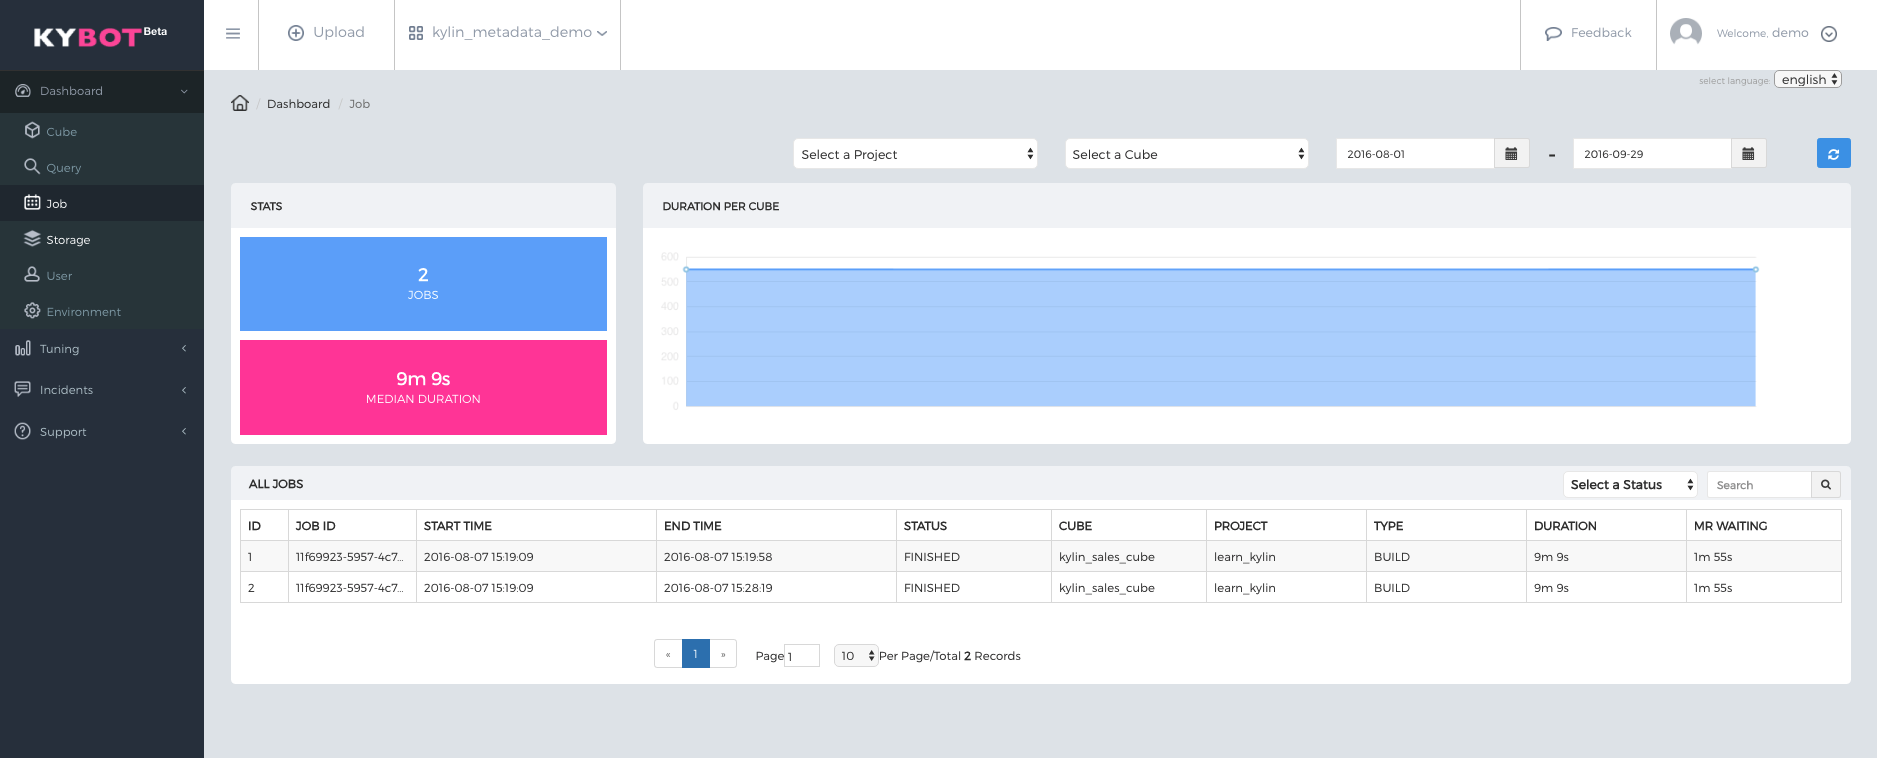 KYBOT Beta
Upload
kylin_metadata_demo
Feedback
Welcome, demo
select language: english
Dashboard
Cube
Query
Job
Storage
User
Environment
Tuning
Incidents
Support
/ Dashboard / Job
Select a Project
Select a Cube
2016-08-01
-
2016-09-29
STATS
2
JOBS
9m 9s
MEDIAN DURATION
DURATION PER CUBE
600
500
400
300
200
100
0
ALL JOBS
Select a Status
Search
ID JOB ID START TIME END TIME STATUS CUBE PROJECT TYPE DURATION MR WAITING
1 11f69923-5957-4c7... 2016-08-07 15:19:09 2016-08-07 15:19:58 FINISHED kylin_sales_cube learn_kylin BUILD 9m 9s 1m 55s
2 11f69923-5957-4c7... 2016-08-07 15:19:09 2016-08-07 15:28:19 FINISHED kylin_sales_cube learn_kylin BUILD 9m 9s 1m 55s
« 1 » Page 1 10 Per Page/Total 2 Records